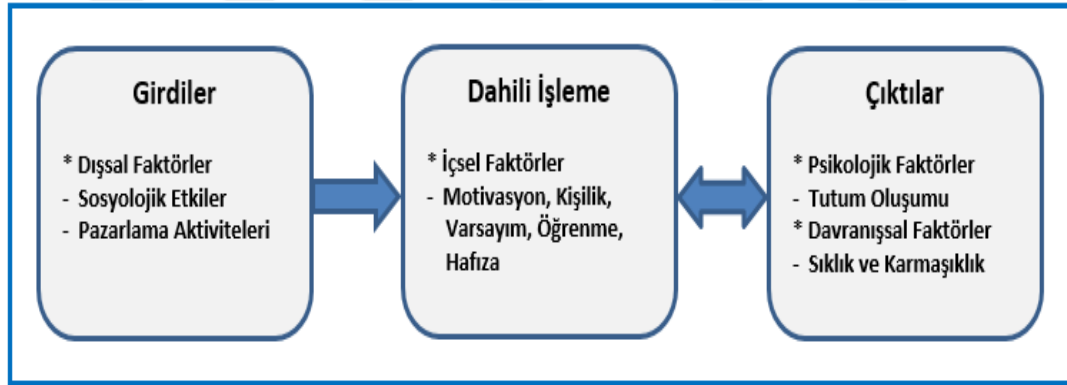 Girdiler
* Dışsal Faktörler
- Sosyolojik Etkiler
- Pazarlama Aktiviteleri
Dahili İşleme
* İçsel Faktörler
- Motivasyon, Kişilik,
Varsayım, Öğrenme,
Hafıza
Çıktılar
* Psikolojik Faktörler
- Tutum Oluşumu
* Davranışsal Faktörler
- Sıklık ve Karmaşıklık